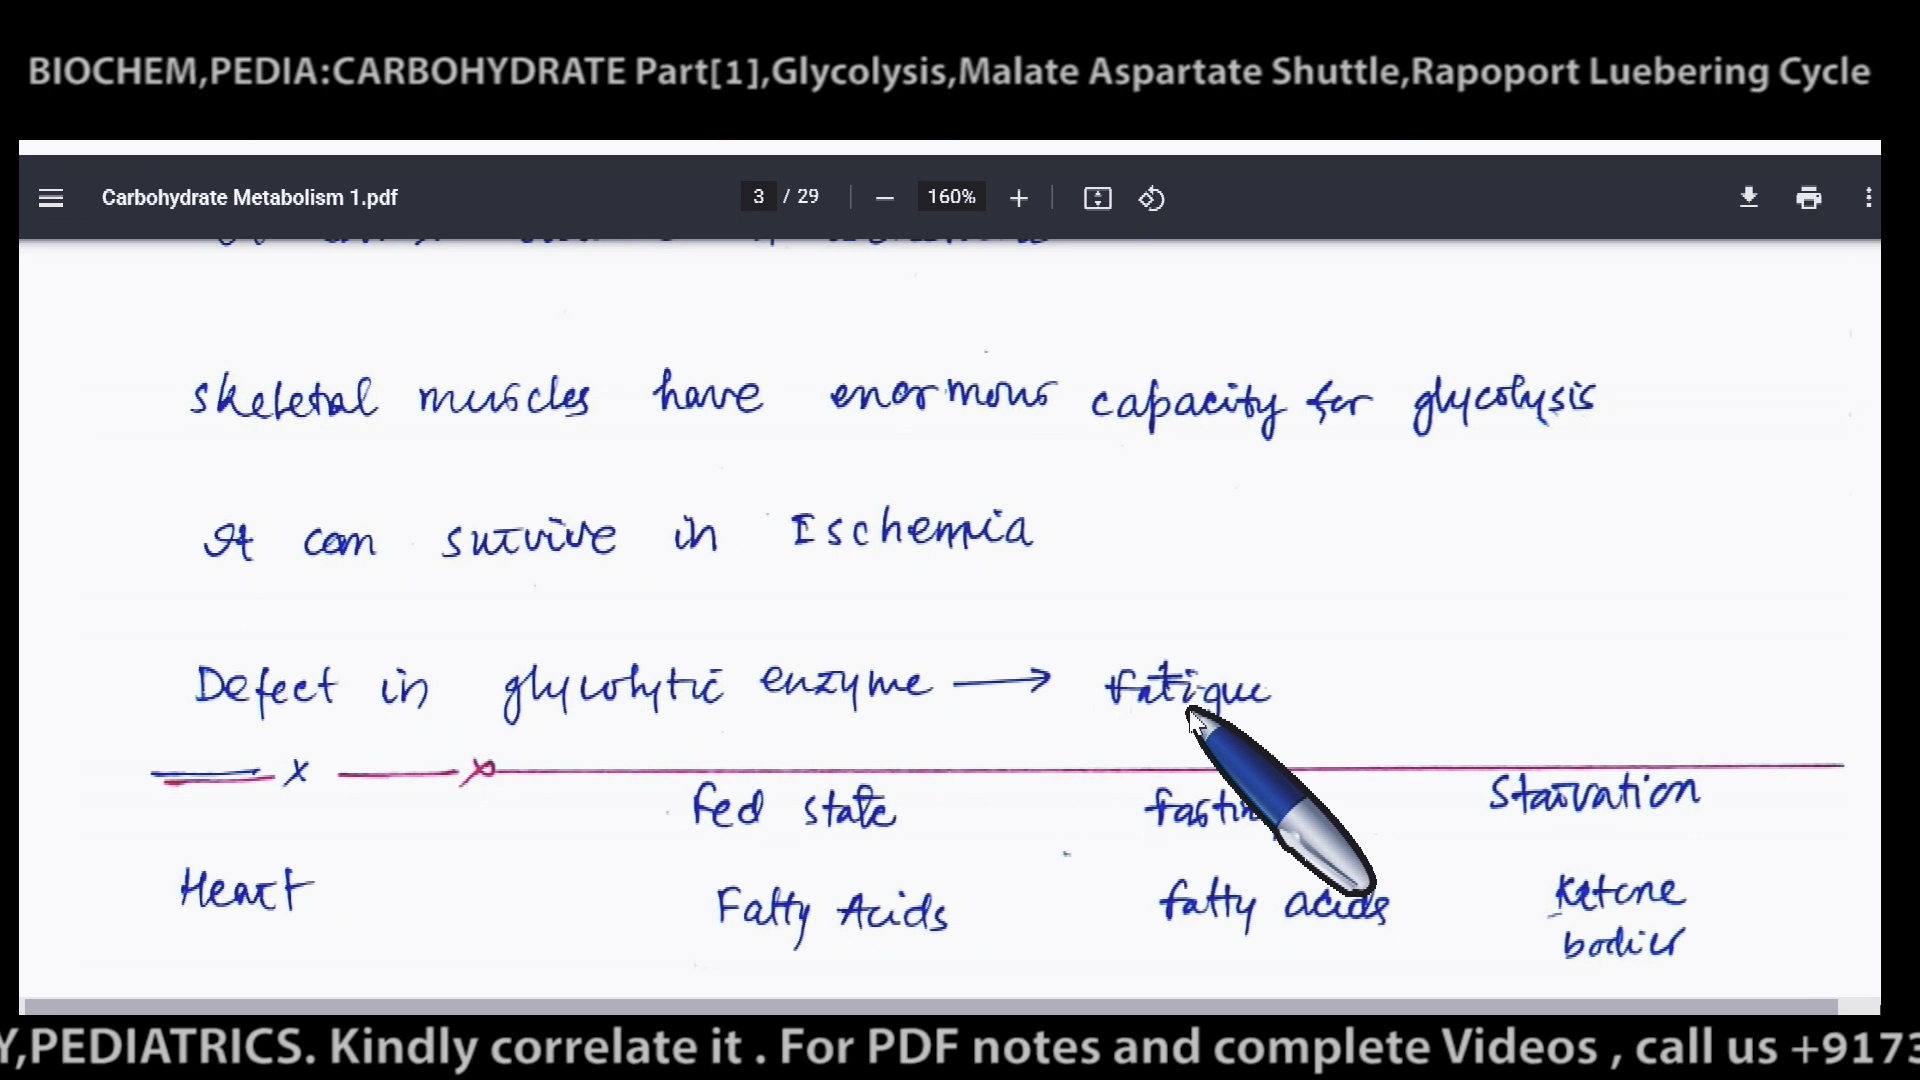 BIOCHEM,PEDIA:CARBOHYDRATE Part[1],Glycolysis,Malate Aspartate Shuttle,Rapoport Luebering Cycle
Carbohydrate Metabolism 1.pdf 3 / 29 160%
skeletal muscles have enormous capacity for glycolysis
It can survive in Ischemia
Defect in glycolytic enzyme → fatigue
Fed state Starvation
Heart Fatty Acids fatty acids Ketone
bodies
Y,PEDIATRICS. Kindly correlate it . For PDF notes and complete Videos , call us +9173